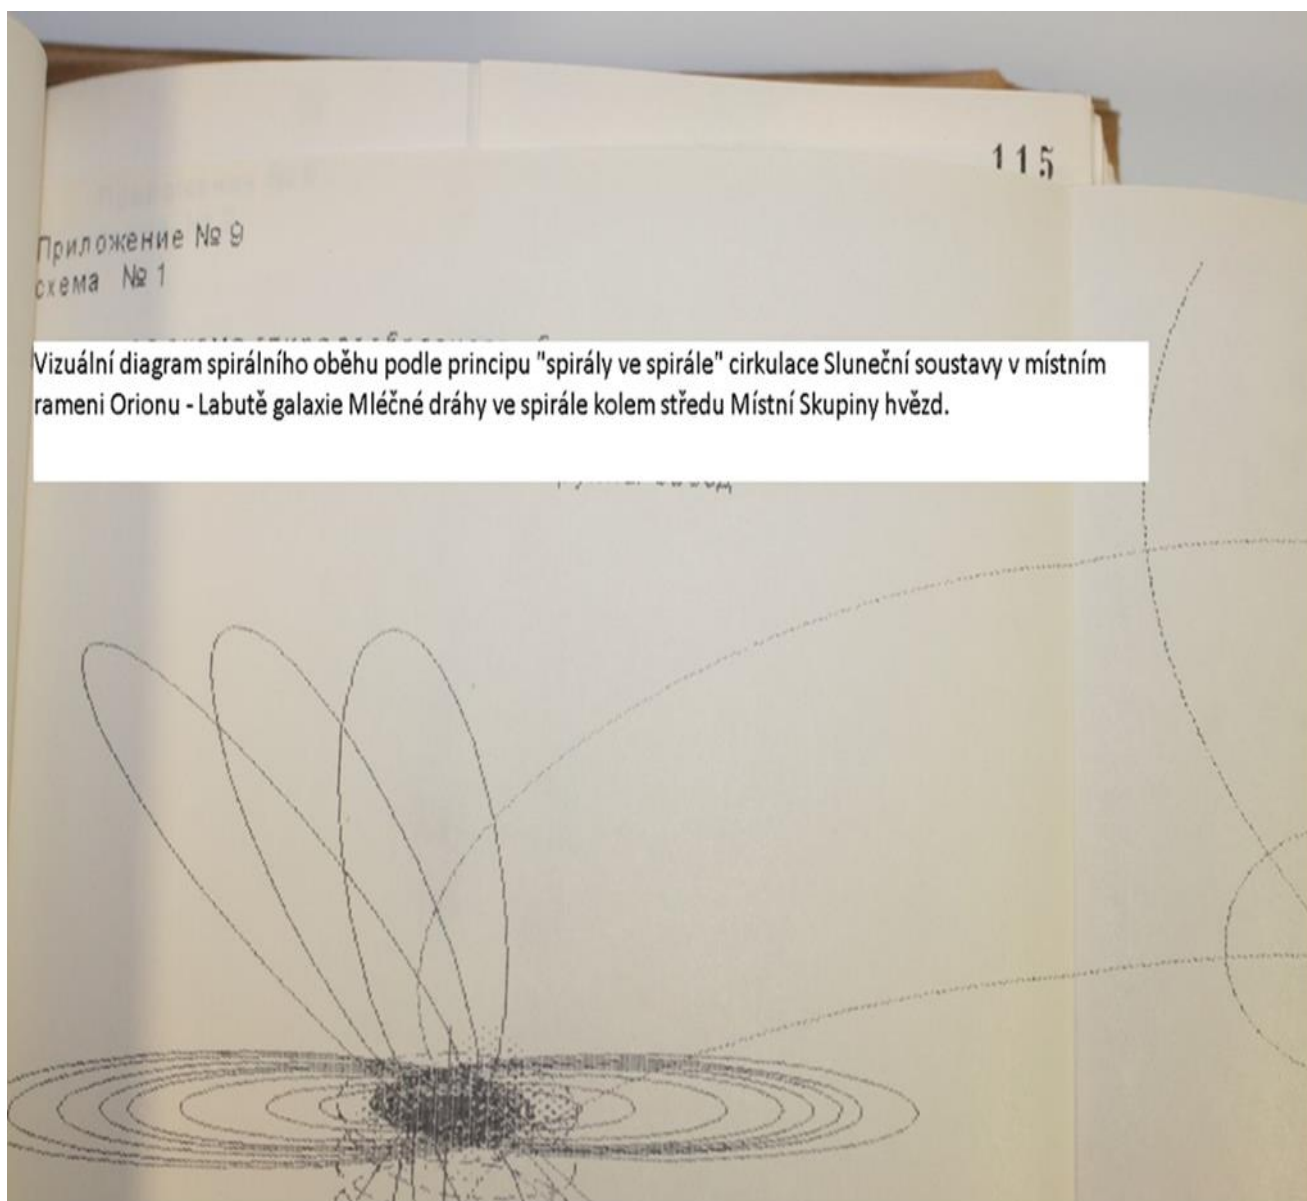 115
Приложение № 9
схема № 1
Vizuální diagram spirálního oběhu podle principu "spirály ve spirále" cirkulace Sluneční soustavy v místním
rameni Orionu - Labutě galaxie Mléčné dráhy ve spirále kolem středu Místní Skupiny hvězd.